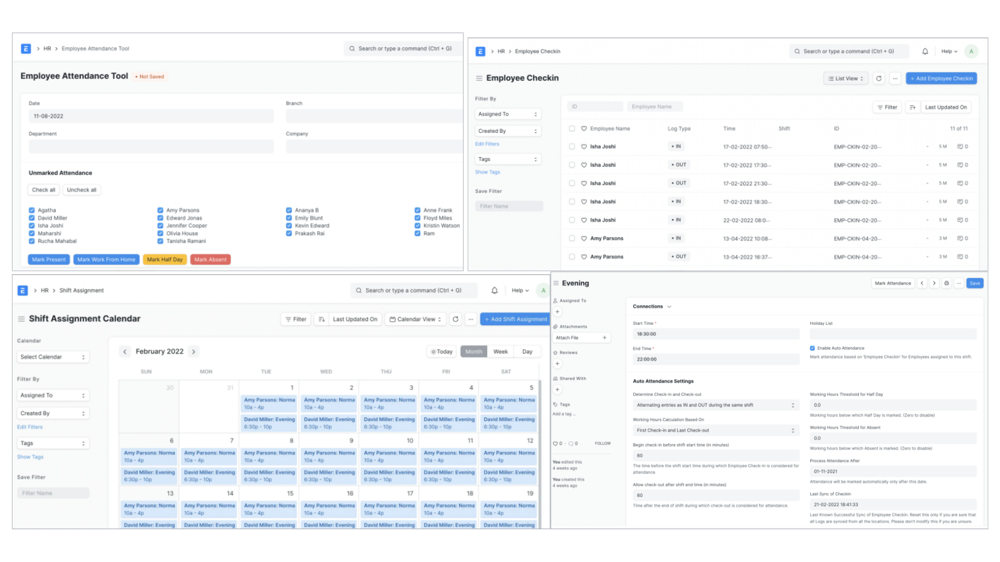 E > HR > Employee Attendance Tool
Search or type a command (Ctrl + G)
Employee Attendance Tool • Not Saved
Date
Branch
11-08-2022
Department
Company
Unmarked Attendance
Check all Uncheck all
Agatha Amy Parsons Ananya B Anne Frank
David Miller Edward Jonas Emily Blunt Floyd Miles
Isha Joshi Jennifer Cooper Kevin Edward Kristin Watson
Maharshi Olivia House Prakash Rai Ram
Rucha Mahabal Tanisha Ramani
Mark Present Mark Work From Home Mark Half Day Mark Absent
E > HR > Employee Checkin
Search or type a command (Ctrl + G)
Help
A
Employee Checkin
List View
...
+ Add Employee Checkin
Filter By
Assigned To
Created By
Edit Filters
Tags
Show Tags
Save Filter
Filter Name
ID Employee Name Filter Last Updated On
Employee Name Log Type Time Shift ID 11 of 11
Isha Joshi • IN 17-02-2022 07:50... EMP-CKIN-02-20... - 5 M 0
Isha Joshi • OUT 17-02-2022 17:30... EMP-CKIN-02-20... - 5 M 0
Isha Joshi • OUT 17-02-2022 21:30... EMP-CKIN-02-20... - 5 M 0
Isha Joshi • IN 17-02-2022 18:30... EMP-CKIN-02-20... - 5 M 0
Isha Joshi • IN 22-02-2022 08:0... EMP-CKIN-02-20... - 5 M 0
Amy Parsons • IN 13-04-2022 10:08... EMP-CKIN-04-20... - 3 M 0
Amy Parsons • OUT 13-04-2022 16:37... EMP-CKIN-04-20... - 3 M 0
E > HR > Shift Assignment
Search or type a command (Ctrl + G)
Help
A
Shift Assignment Calendar
Filter Last Updated On Calendar View ... + Add Shift Assignment
Calendar
Select Calendar
Filter By
Assigned To
Created By
Edit Filters
Tags
Show Tags
Save Filter
Filter Name
< February 2022 >
Today Month Week Day
SUN MON TUE WED THU FRI SAT
30 31 1 2 3 4 5
Amy Parsons: Norma Amy Parsons: Norma Amy Parsons: Norma Amy Parsons: Norma Amy Parsons: Norma
10a - 4p 10a - 4p 10a - 4p 10a - 4p 10a - 4p
David Miller: Evening David Miller: Evening David Miller: Evening David Miller: Evening David Miller: Evening
6:30p - 10p 6:30p - 10p 6:30p - 10p 6:30p - 10p 6:30p - 10p
6 7 8 9 10 11 12
Amy Parsons: Norma Amy Parsons: Norma Amy Parsons: Norma Amy Parsons: Norma Amy Parsons: Norma Amy Parsons: Norma Amy Parsons: Norma
10a - 4p 10a - 4p 10a - 4p 10a - 4p 10a - 4p 10a - 4p 10a - 4p
David Miller: Evening David Miller: Evening David Miller: Evening David Miller: Evening David Miller: Evening David Miller: Evening David Miller: Evening
6:30p - 10p 6:30p - 10p 6:30p - 10p 6:30p - 10p 6:30p - 10p 6:30p - 10p 6:30p - 10p
13 14 15 16 17 18 19
Amy Parsons: Norma Amy Parsons: Norma Amy Parsons: Norma Amy Parsons: Norma Amy Parsons: Norma Amy Parsons: Norma Amy Parsons: Norma
10a - 4p 10a - 4p 10a - 4p 10a - 4p 10a - 4p 10a - 4p 10a - 4p
David Miller: Evening David Miller: Evening David Miller: Evening David Miller: Evening David Miller: Evening David Miller: Evening David Miller: Evening
Evening
Mark Attendance < > ... Save
Assigned To
+
Attachments
Attach File +
Reviews
+
Shared With
+
Tags
Add a tag ...
0 · 0 FOLLOW
You edited this
4 weeks ago
You created this
4 weeks ago
Connections
Start Time *
18:30:00
End Time *
22:00:00
Holiday List
Enable Auto Attendance
Mark attendance based on 'Employee Checkin' for Employees assigned to this shift.
Auto Attendance Settings
Determine Check-in and Check-out
Alternating entries as IN and OUT during the same shift
Working Hours Calculation Based On
First Check-in and Last Check-out
Begin check-in before shift start time (in minutes)
60
The time before the shift start time during which Employee Check-in is considered for
attendance.
Allow check-out after shift end time (in minutes)
60
Time after the end of shift during which check-out is considered for attendance.
Working Hours Threshold for Half Day
0.0
Working hours below which Half Day is marked. (Zero to disable)
Working Hours Threshold for Absent
0.0
Working hours below which Absent is marked. (Zero to disable)
Process Attendance After
01-11-2021
Attendance will be marked automatically only after this date.
Last Sync of Checkin
21-02-2022 18:41:33
Last Known Successful Sync of Employee Checkin. Reset this only if you are sure that
all Logs are synced from all the locations. Please don't modify this if you are unsure.